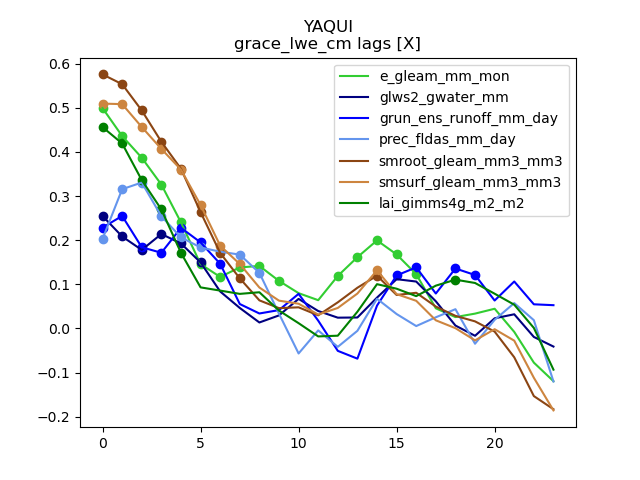 YAQUI
grace_lwe_cm lags [X]
0.6
0.5
0.4
0.3
0.2
0.1
0.0
−0.1
−0.2
0
5
10
15
20
e_gleam_mm_mon
glws2_gwater_mm
grun_ens_runoff_mm_day
prec_fldas_mm_day
smroot_gleam_mm3_mm3
smsurf_gleam_mm3_mm3
lai_gimms4g_m2_m2